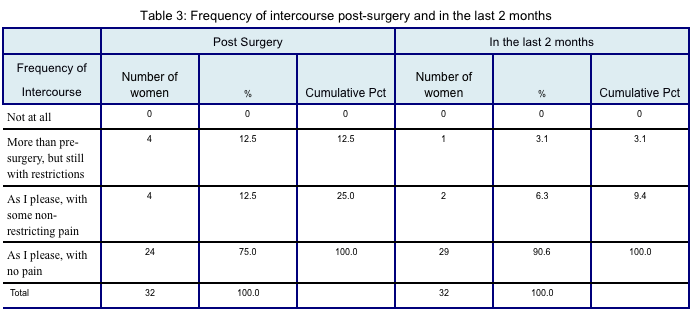 Table 3: Frequency of intercourse post-surgery and in the last 2 months
Post Surgery In the last 2 months
Frequency of
Intercourse
Number of
women
%
Cumulative Pct
Number of
women
%
Cumulative Pct
Not at all 0 0 0 0 0 0
More than pre- 4 12.5 12.5 1 3.1 3.1
surgery, but still
with restrictions
As I please, with 4 12.5 25.0 2 6.3 9.4
some non-
restricting pain
As I please, with 24 75.0 100.0 29 90.6 100.0
no pain
Total 32 100.0 32 100.0